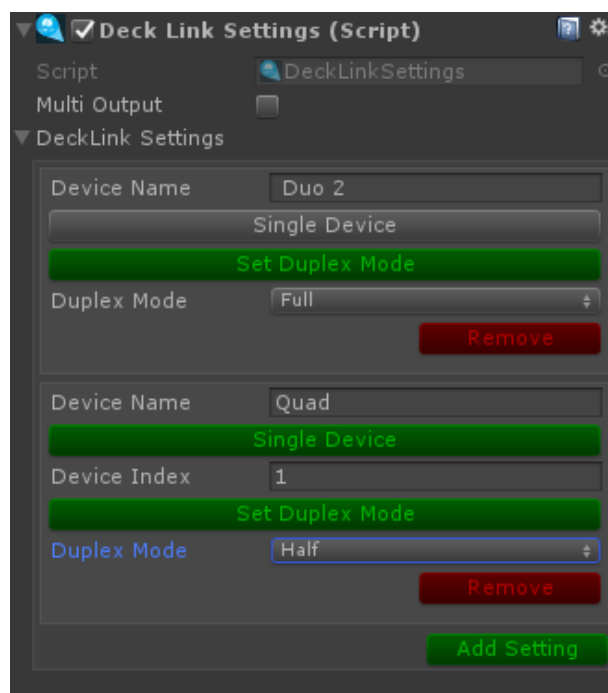 Deck Link Settings (Script)
Script DeckLinkSettings
Multi Output
DeckLink Settings
Device Name Duo 2
Single Device
Set Duplex Mode
Duplex Mode Full
Remove
Device Name Quad
Single Device
Device Index 1
Set Duplex Mode
Duplex Mode Half
Remove
Add Setting